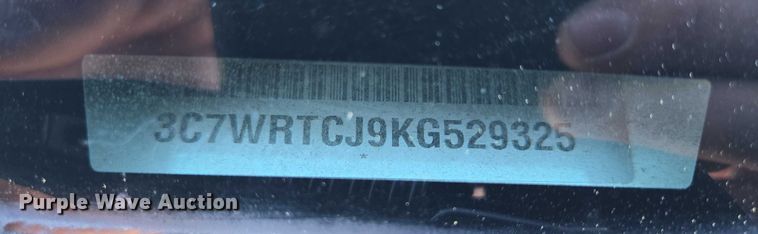 3C7WRTCJ9KG529325
*
Purple Wave Auction®